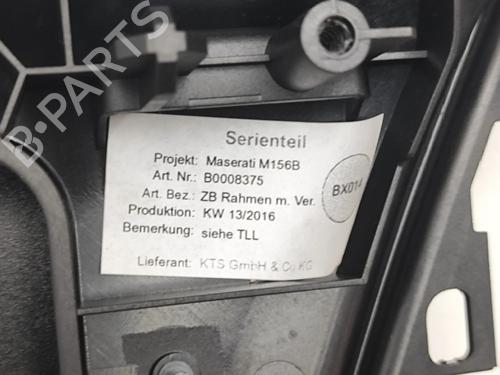 Serienteil
Projekt: Maserati M156B
Art. Nr.: B0008375
Art. Bez.: ZB Rahmen m. Ver.
Produktion: KW 13/2016
Bemerkung: siehe TLL
Lieferant: KTS GmbH & Co KG
BX014
B-PARTS